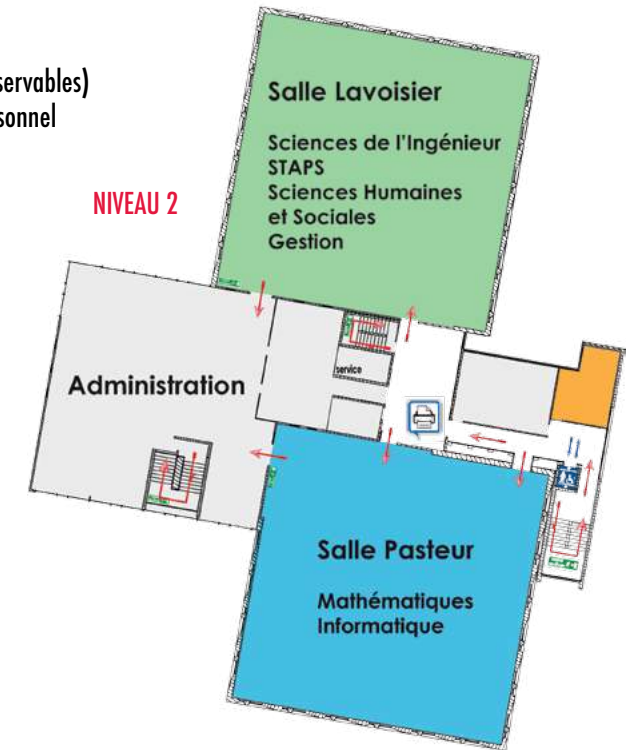 servables)
sonnel
NIVEAU 2
Salle Lavoisier
Sciences de l'Ingénieur
STAPS
Sciences Humaines
et Sociales
Gestion
Administration
service
Salle Pasteur
Mathématiques
Informatique